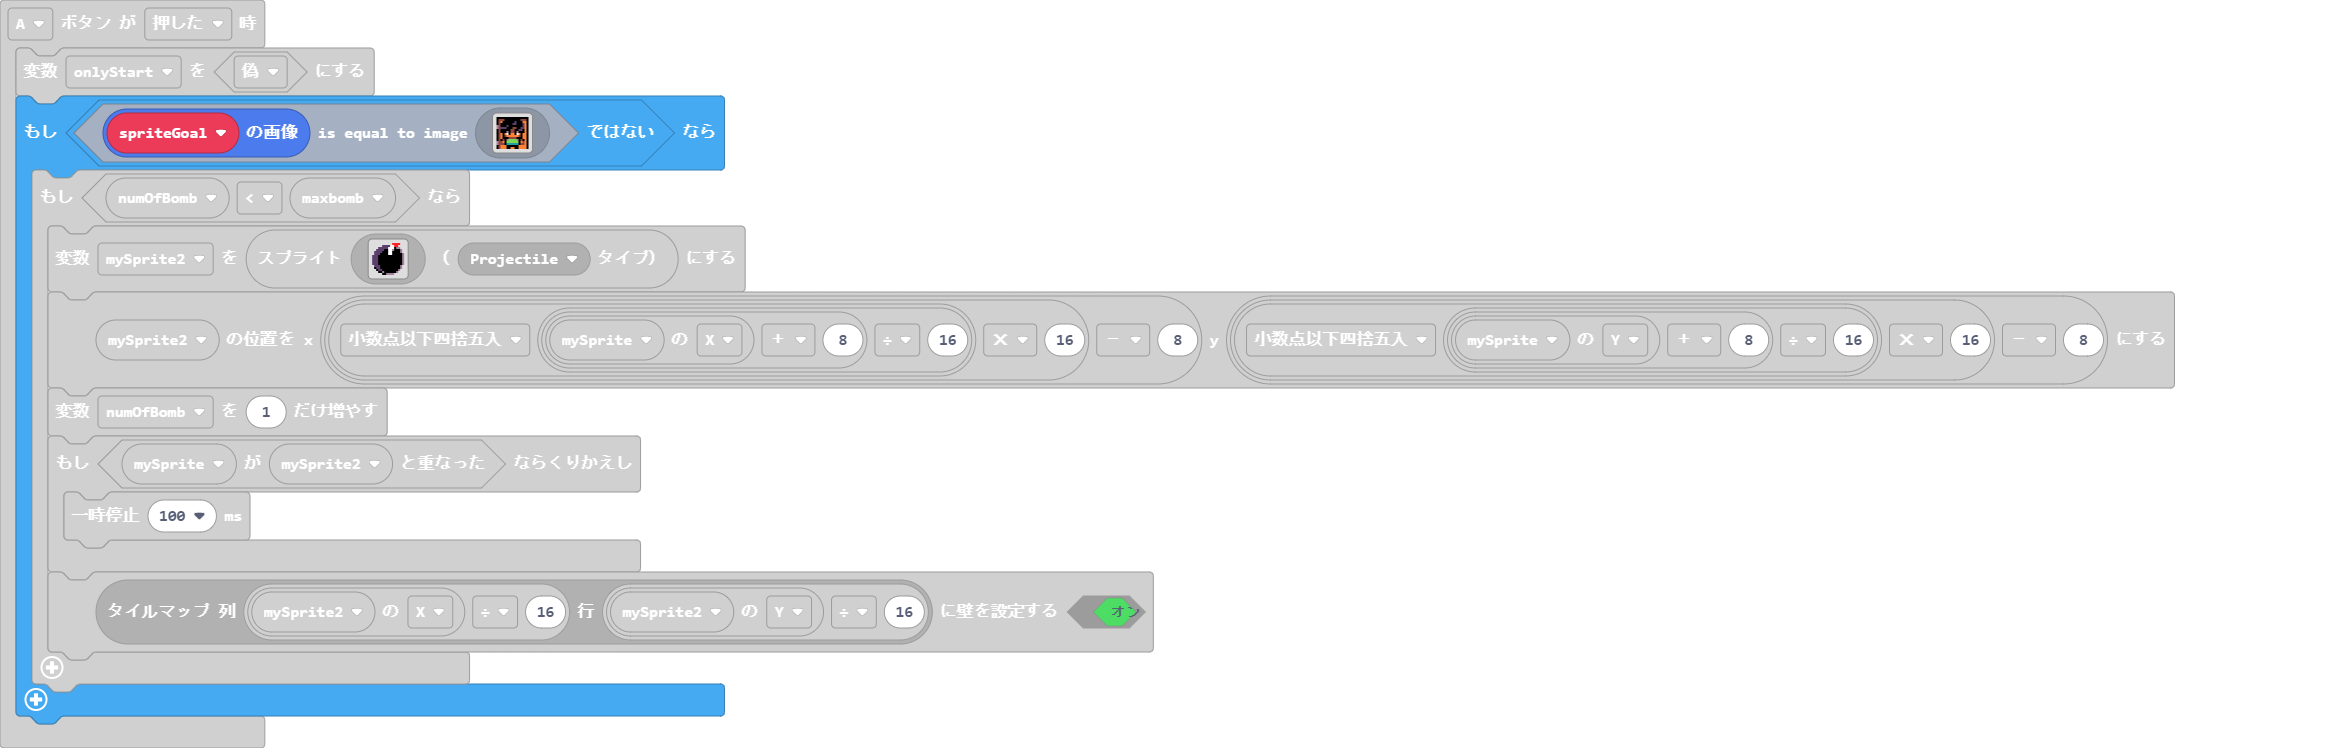 A ボタン が 押した 時
変数 onlyStart を 偽 にする
もし spriteGoal の画像 is equal to image ではない なら
もし numOfBomb < maxbomb なら
変数 mySprite2 を スプライト ( Projectile タイプ) にする
mySprite2 の位置を x 小数点以下四捨五入 mySprite の X + 8 ÷ 16 × 16 - 8 y 小数点以下四捨五入 mySprite の Y + 8 ÷ 16 × 16 - 8 にする
変数 numOfBomb を 1 だけ増やす
もし mySprite が mySprite2 と重なった ならくりかえし
一時停止 100 ms
タイルマップ 列 mySprite2 の X ÷ 16 行 mySprite2 の Y ÷ 16 に壁を設定する オン